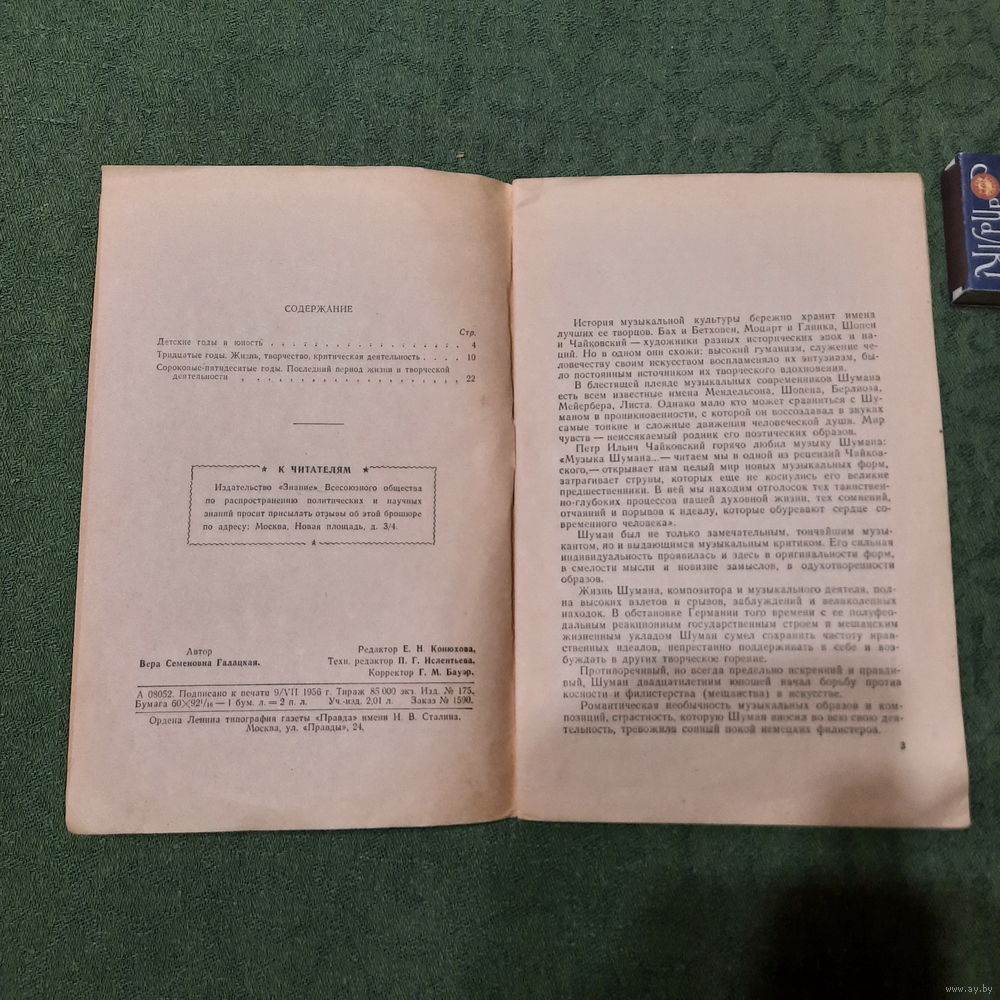 СОДЕРЖАНИЕ
Стр.
Детские годы и юность . . . . . . . . . . . . . . . . . 4
Тридцатые годы. Жизнь, творчество, критическая деятельность . . . . 10
Сороковые-пятидесятые годы. Последний период жизни и творческой
деятельности . . . . . . . . . . . . . . . . . . 22
★ К ЧИТАТЕЛЯМ ★
Издательство «Знание» Всесоюзного общества
по распространению политических и научных
знаний просит присылать отзывы об этой брошюре
по адресу: Москва, Новая площадь, д. 3/4.
★
Автор
Вера Семеновна Галацкая.
Редактор Е. Н. Конюхова.
Техн. редактор П. Г. Ислентьева.
Корректор Г. М. Бауэр.
А 08052. Подписано к печати 9/VII 1956 г. Тираж 85 000 экз. Изд. № 175.
Бумага 60×92¹/₁₆—1 бум. л.=2 п. л. Уч.-изд. 2,01 л. Заказ № 1590.
Ордена Ленина типография газеты «Правда» имени И. В. Сталина.
Москва, ул. «Правды», 24.
История музыкальной культуры бережно хранит имена
лучших ее творцов. Бах и Бетховен, Моцарт и Глинка, Шопен
и Чайковский — художники разных исторических эпох и на-
ций. Но в одном они схожи: высокий гуманизм, служение че-
ловечеству своим искусством воспламеняло их энтузиазм, бы-
ло постоянным источником их творческого вдохновения.
В блестящей плеяде музыкальных современников Шумана
есть всем известные имена Мендельсона, Шопена, Берлиоза,
Мейербера, Листа. Однако мало кто может сравниться с Шу-
маном в проникновенности, с которой он воссоздавал в звуках
самые тонкие и сложные движения человеческой души. Мир
чувств — неиссякаемый родник его поэтических образов.
Петр Ильич Чайковский горячо любил музыку Шумана:
«Музыка Шумана...— читаем мы в одной из рецензий Чайков-
ского,— открывает нам целый мир новых музыкальных форм,
затрагивает струны, которых еще не коснулись его великие
предшественники. В ней мы находим отголосок тех таинствен-
но-глубоких процессов нашей духовной жизни, тех сомнений,
отчаяний и порывов к идеалу, которые обуревают сердце со-
временного человека».
Шуман был не только замечательным, тончайшим музы-
кантом, но и выдающимся музыкальным критиком. Его сильная
индивидуальность проявилась и здесь в оригинальности форм,
в смелости мысли и новизне замыслов, в одухотворенности
образов.
Жизнь Шумана, композитора и музыкального деятеля, пол-
на высоких взлетов и срывов, заблуждений и великолепных
находок. В обстановке Германии того времени с ее полуфео-
дальным реакционным государственным строем и мещанским
жизненным укладом Шуман сумел сохранить чистоту нрав-
ственных идеалов, непрестанно поддерживать в себе и воз-
буждать в других творческое горение.
Противоречивый, но всегда предельно искренний и правди-
вый, Шуман двадцатилетним юношей начал борьбу против
косности и филистерства (мещанства) в искусстве.
Романтическая необычность музыкальных образов и ком-
позиций, страстность, которую Шуман вносил во всю свою дея-
тельность, тревожила сонный покой немецких филистеров.
3
www.ay.by